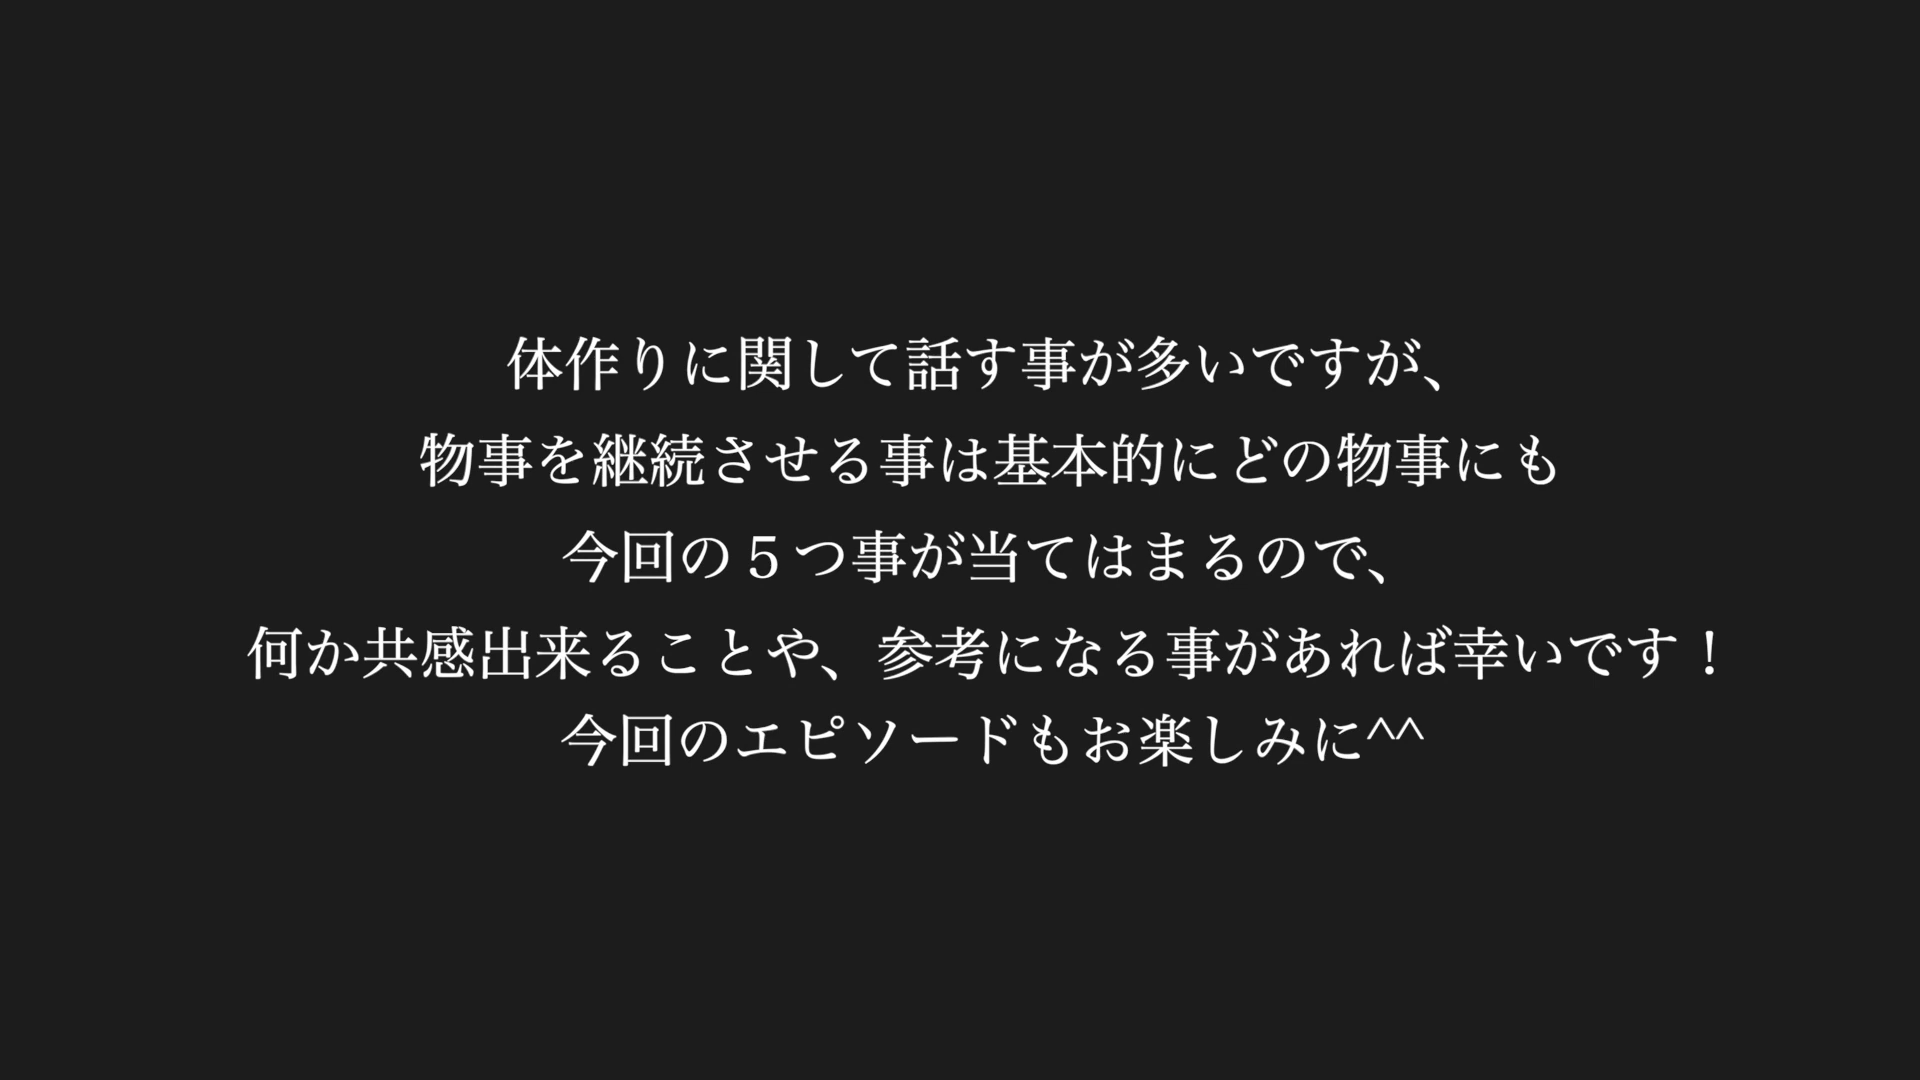 体作りに関して話す事が多いですが、
物事を継続させる事は基本的にどの物事にも
今回の５つ事が当てはまるので、
何か共感出来ることや、参考になる事があれば幸いです！
今回のエピソードもお楽しみに^^